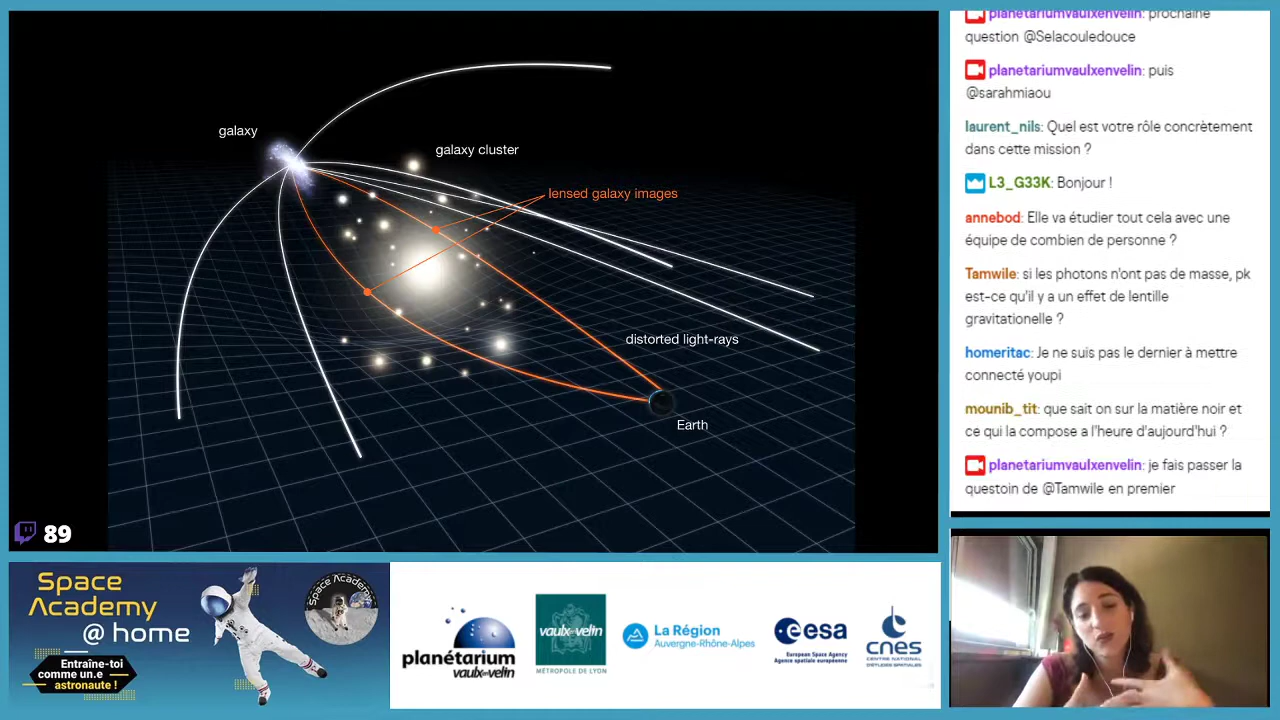 galaxy
galaxy cluster
lensed galaxy images
distorted light-rays
Earth
89
planetariumvaulxenvelin: prochaine
question @Selacouledouce
planetariumvaulxenvelin: puis
@sarahmiaou
laurent_nils: Quel est votre rôle concrètement
dans cette mission ?
L3_G33K: Bonjour !
annebod: Elle va étudier tout cela avec une
équipe de combien de personne ?
Tamwile: si les photons n'ont pas de masse, pk
est-ce qu'il y a un effet de lentille
gravitationelle ?
homeritac: Je ne suis pas le dernier à mettre
connecté youpi
mounib_tit: que sait on sur la matière noir et
ce qui la compose a l'heure d'aujourd'hui ?
planetariumvaulxenvelin: je fais passer la
questoin de @Tamwile en premier
Space
Academy
@ home
Entraîne-toi
comme un.e
astronaute !
Space Academy
planétarium
vaulx en velin
vaulx en velin
MÉTROPOLE DE LYON
La Région
Auvergne-Rhône-Alpes
esa
European Space Agency
Agence spatiale européenne
cnes
CENTRE NATIONAL
D'ÉTUDES SPATIALES